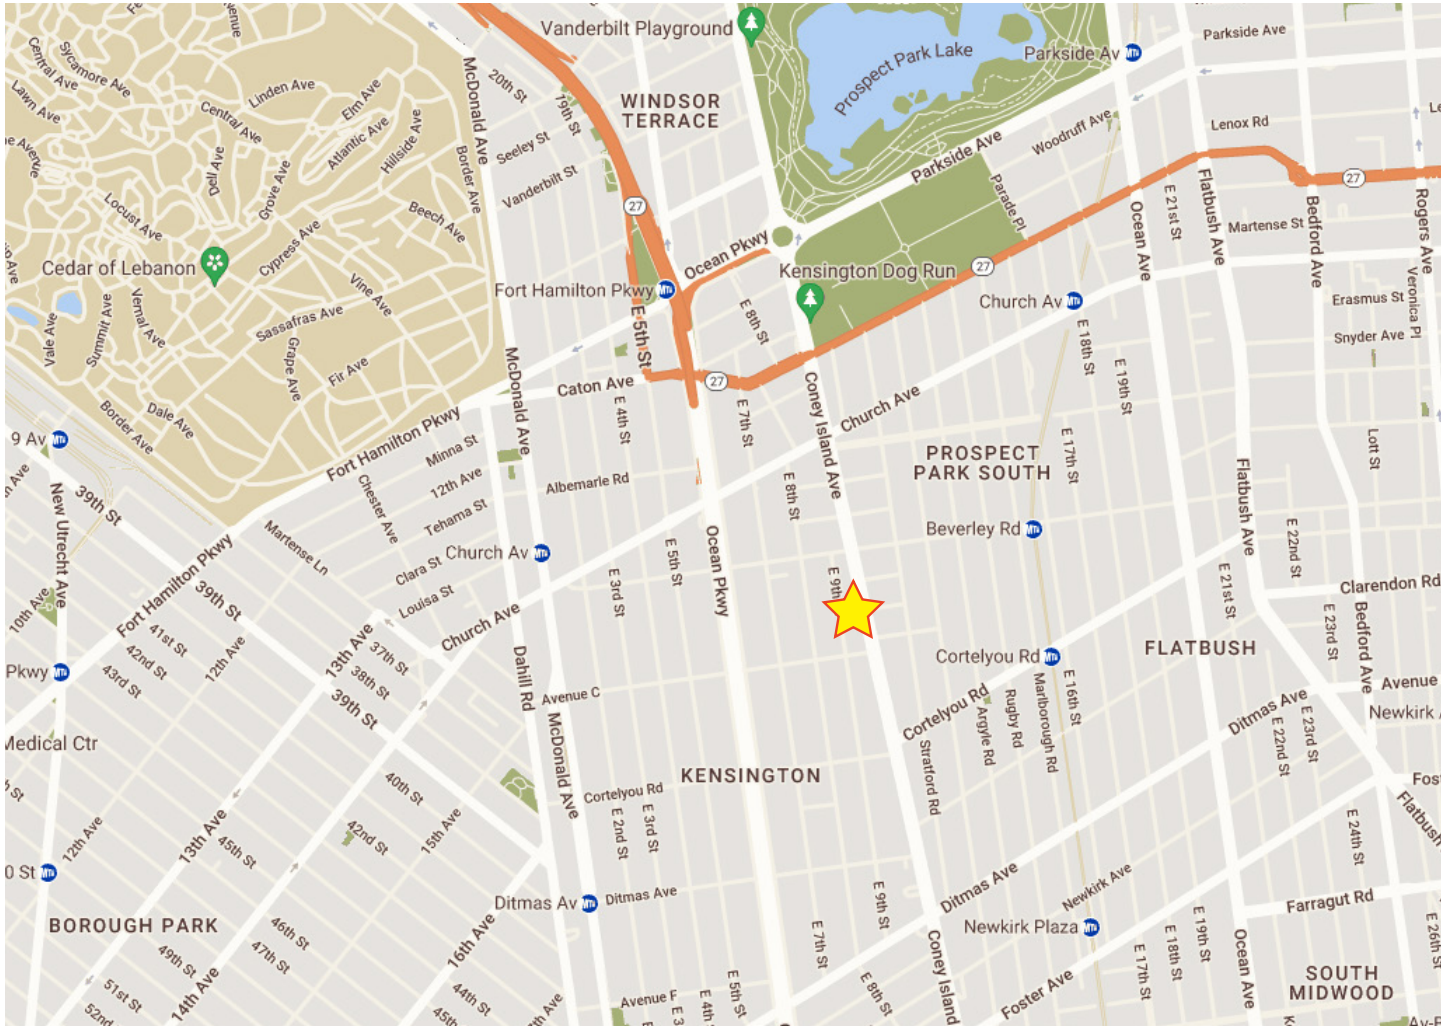 Vanderbilt Playground
Prospect Park Lake
Parkside Av
Parkside Ave
McDonald Ave
20th St
19th St
WINDSOR
TERRACE
Sycamore Ave
Central Ave
Lawn Ave
Linden Ave
Elm Ave
Central Ave
Atlantic Ave
Hillside Ave
Border Ave
Seeley St
Vanderbilt St
Dell Ave
Grove Ave
Locust Ave
Beech Ave
Cypress Ave
Cedar of Lebanon
Vine Ave
Sassafras Ave
Vale Ave
Summit Ave
Vernal Ave
Grape Ave
Fir Ave
Dale Ave
Border Ave
Parkside Ave
Woodruff Ave
Lenox Rd
Parade Pl
27
27
27
27
Ocean Pkwy
Kensington Dog Run
Fort Hamilton Pkwy
E 5th St
E 8th St
Church Av
Ocean Ave
E 21st St
Flatbush Ave
Martense St
Bedford Ave
Rogers Ave
Veronica Pl
Erasmus St
Snyder Ave
E 18th St
E 19th St
McDonald Ave
Caton Ave
E 4th St
E 7th St
Coney Island Ave
Church Ave
PROSPECT
PARK SOUTH
E 17th St
Lott St
9 Av
39th St
New Utrecht Ave
Fort Hamilton Pkwy
Minna St
12th Ave
Tehama St
Chester Ave
Albemarle Rd
E 8th St
Flatbush Ave
Martense Ln
Clara St
Louisa St
Church Av
E 5th St
Ocean Pkwy
E 3rd St
E 9th
Beverley Rd
E 22nd St
E 21st St
Clarendon Rd
E 23rd St
Bedford Ave
10th Ave
Fort Hamilton Pkwy
39th St
41st St
42nd St
43rd St
12th Ave
13th Ave
37th St
38th St
39th St
Church Ave
Dahill Rd
Avenue C
McDonald Ave
Pkwy
Medical Ctr
Cortelyou Rd
FLATBUSH
E 16th St
Cortelyou Rd
Argyle Rd
Rugby Rd
Marlborough Rd
Stratford Rd
Ditmas Ave
E 22nd St
E 23rd St
Avenue
Newkirk
KENSINGTON
Cortelyou Rd
E 2nd St
E 3rd St
40th St
42nd St
15th Ave
13th Ave
45th St
12th Ave
0 St
BOROUGH PARK
46th St
47th St
49th St
51st St
52nd
14th Ave
16th Ave
44th St
45th
Ditmas Av
Ditmas Ave
Avenue F
E 3
E 4th St
E 5th St
E 7th St
E 8th St
E 9th St
Coney Island
Ditmas Ave
Newkirk Ave
Newkirk Plaza
Foster Ave
E 17th St
E 18th St
E 19th St
Ocean Ave
E 24th St
Flatbush
Fos
Farragut Rd
E 26th St
SOUTH
MIDWOOD